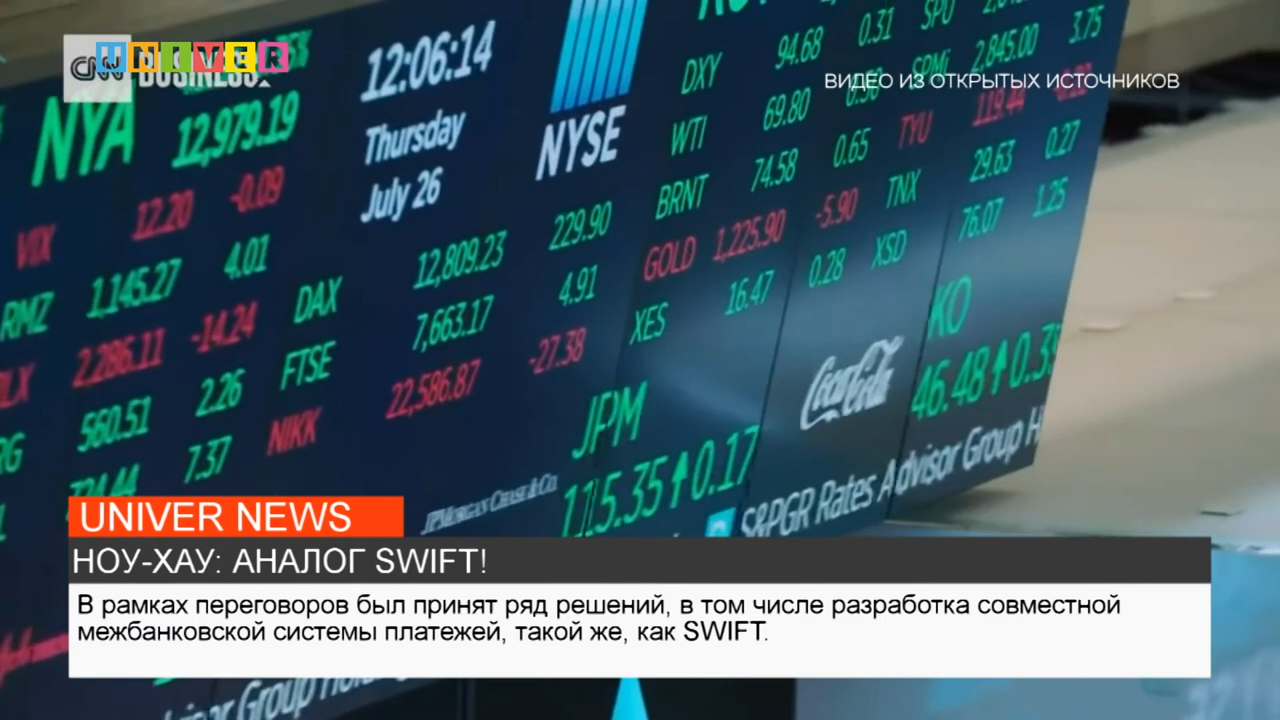 UNIVER
CNN BUSINESS
ВИДЕО ИЗ ОТКРЫТЫХ ИСТОЧНИКОВ
NYA 12,979.19
12:06:14
Thursday
July 26
NYSE
DXY 94.68 0.31
WTI 69.80
BRNT 74.58 0.65
GOLD 1,225.90 -5.90
XES 16.47 0.28
SPU
2,845.00 3.75
TYU 119.44
TNX 29.63 0.27
XSD 76.07 1.25
VIX 12.20 -0.09
RMZ 1,145.27 4.01
2,286.11 -14.24
560.51 2.26
7.37
DAX 12,809.23 229.90
FTSE 7,663.17 4.91
NIKK 22,586.87 -27.38
JPM
115.35 0.17
JPMORGAN CHASE & CO.
Coca-Cola
KO
46.48
S&PGR Rates Advisor Group H
UNIVER NEWS
НОУ-ХАУ: АНАЛОГ SWIFT!
В рамках переговоров был принят ряд решений, в том числе разработка совместной
межбанковской системы платежей, такой же, как SWIFT.